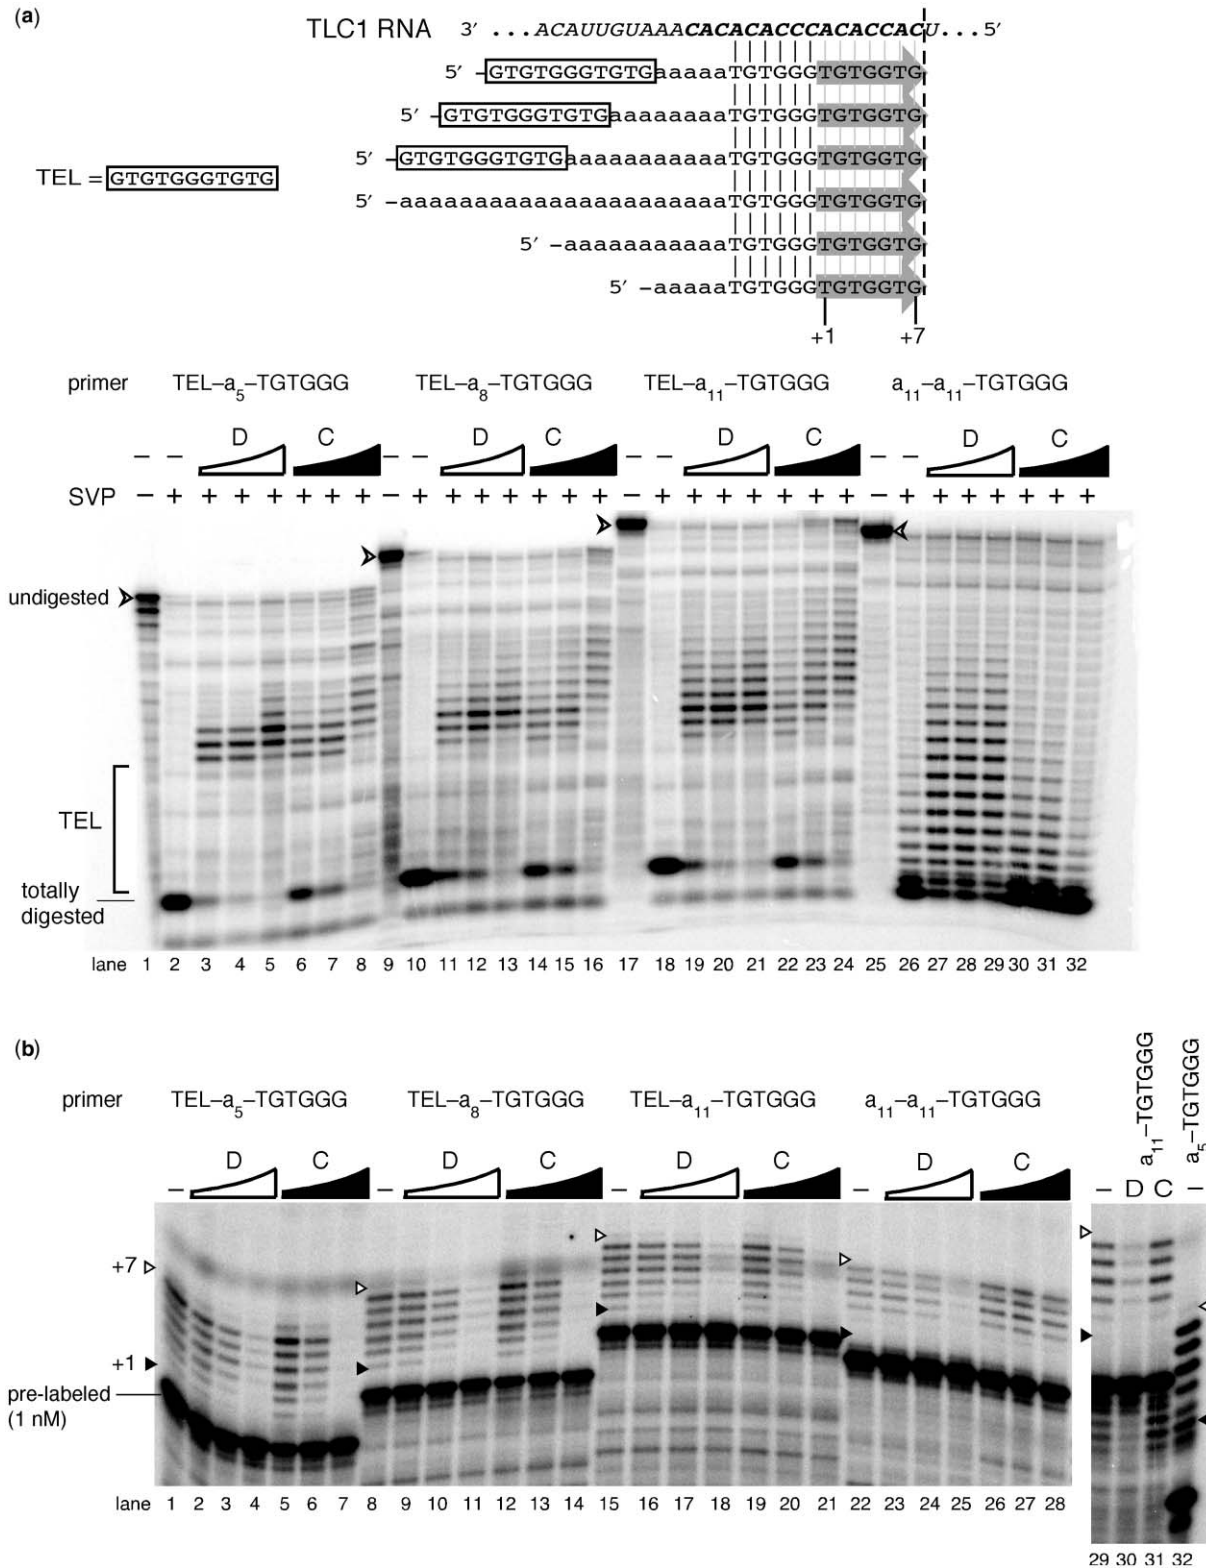 (a)
TLC1 RNA 3′ ...ACAUUGUAAACACACACCCACACCACU...5′
5′ –GTGTGGGTGTGaaaaaTGTGGGTGTGGTG
5′ –GTGTGGGTGTGaaaaaaaaTGTGGGTGTGGTG
5′ –GTGTGGGTGTGaaaaaaaaaaaTGTGGGTGTGGTG
TEL = GTGTGGGTGTG
5′ –aaaaaaaaaaaaaaaaaaaaaaTGTGGGTGTGGTG
5′ –aaaaaaaaaaaTGTGGGTGTGGTG
5′ –aaaaaTGTGGGTGTGGTG
+1 +7
primer TEL–a5–TGTGGG TEL–a8–TGTGGG TEL–a11–TGTGGG a11–a11–TGTGGG
– – D C – – D C – – D C – – D C
SVP – + + + + + + + – + + + + + + + – + + + + + + + – + + + + + + +
undigested
TEL
totally
digested
lane 1 2 3 4 5 6 7 8 9 10 11 12 13 14 15 16 17 18 19 20 21 22 23 24 25 26 27 28 29 30 31 32
(b)
primer TEL–a5–TGTGGG TEL–a8–TGTGGG TEL–a11–TGTGGG a11–a11–TGTGGG a11–TGTGGG a5–TGTGGG
– D C – D C – D C – D C – D C –
+7
+1
pre-labeled
(1 nM)
lane 1 2 3 4 5 6 7 8 9 10 11 12 13 14 15 16 17 18 19 20 21 22 23 24 25 26 27 28 29 30 31 32